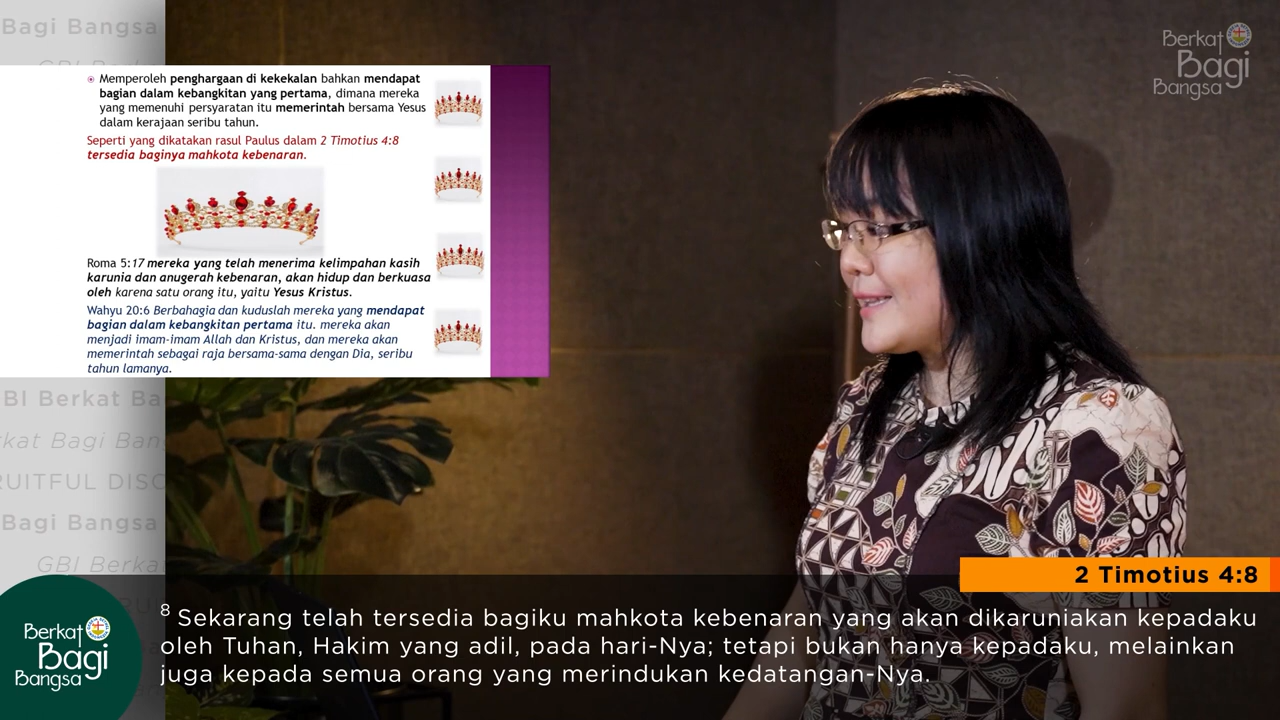 Bagi Bangsa
Berkat
Bagi
Bangsa
Memperoleh penghargaan di kekekalan bahkan mendapat
bagian dalam kebangkitan yang pertama, dimana mereka
yang memenuhi persyaratan itu memerintah bersama Yesus
dalam kerajaan seribu tahun.
Seperti yang dikatakan rasul Paulus dalam 2 Timotius 4:8
tersedia baginya mahkota kebenaran.
Roma 5:17 mereka yang telah menerima kelimpahan kasih
karunia dan anugerah kebenaran, akan hidup dan berkuasa
oleh karena satu orang itu, yaitu Yesus Kristus.
Wahyu 20:6 Berbahagia dan kuduslah mereka yang mendapat
bagian dalam kebangkitan pertama itu. mereka akan
menjadi imam-imam Allah dan Kristus, dan mereka akan
memerintah sebagai raja bersama-sama dengan Dia, seribu
tahun lamanya.
BI Berkat Ba
kat Bagi Ban
RUITFUL DISC
Bagi Bangsa
GBI Berka
2 Timotius 4:8
8 Sekarang telah tersedia bagiku mahkota kebenaran yang akan dikaruniakan kepadaku
oleh Tuhan, Hakim yang adil, pada hari-Nya; tetapi bukan hanya kepadaku, melainkan
juga kepada semua orang yang merindukan kedatangan-Nya.
Berkat
Bagi
Bangsa